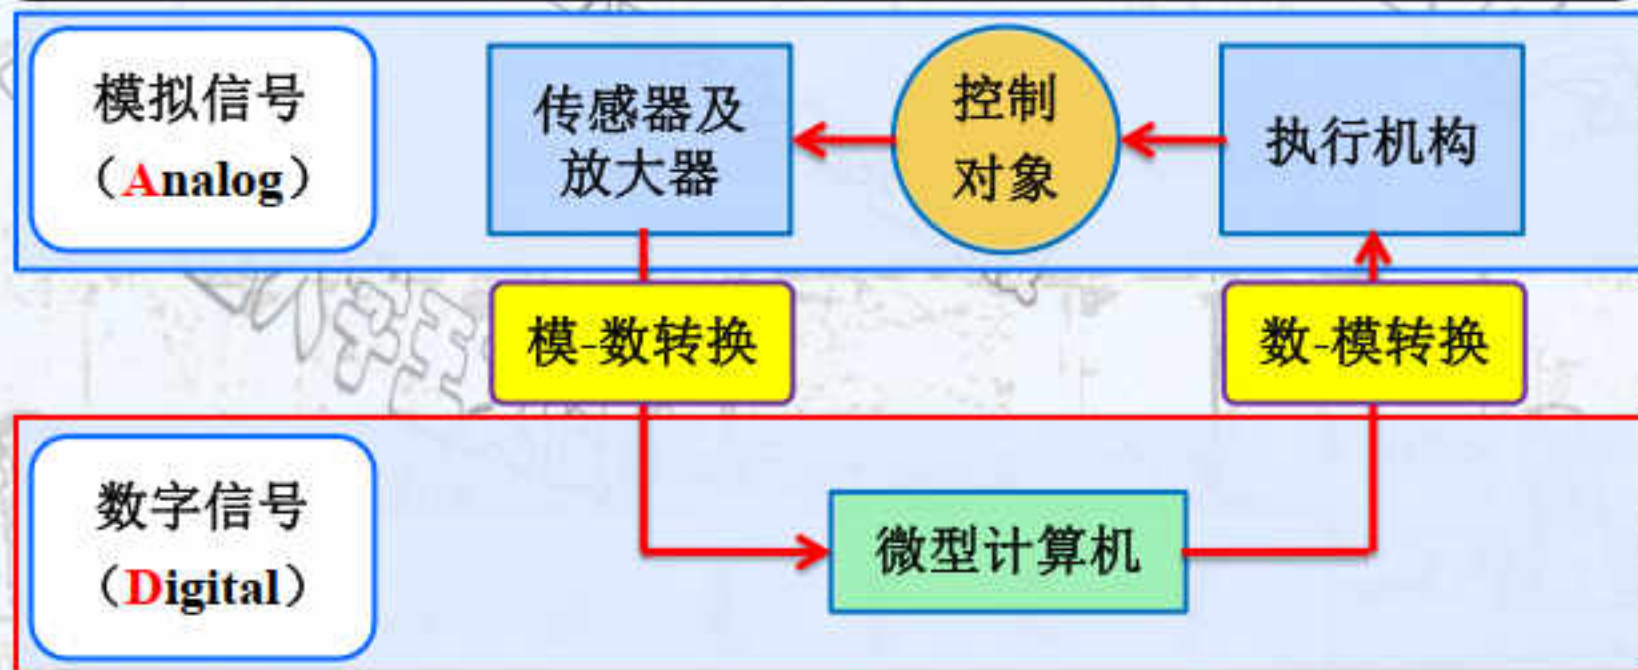 模拟信号
（Analog）
传感器及
放大器
控制
对象
执行机构
模-数转换
数-模转换
数字信号
（Digital）
微型计算机